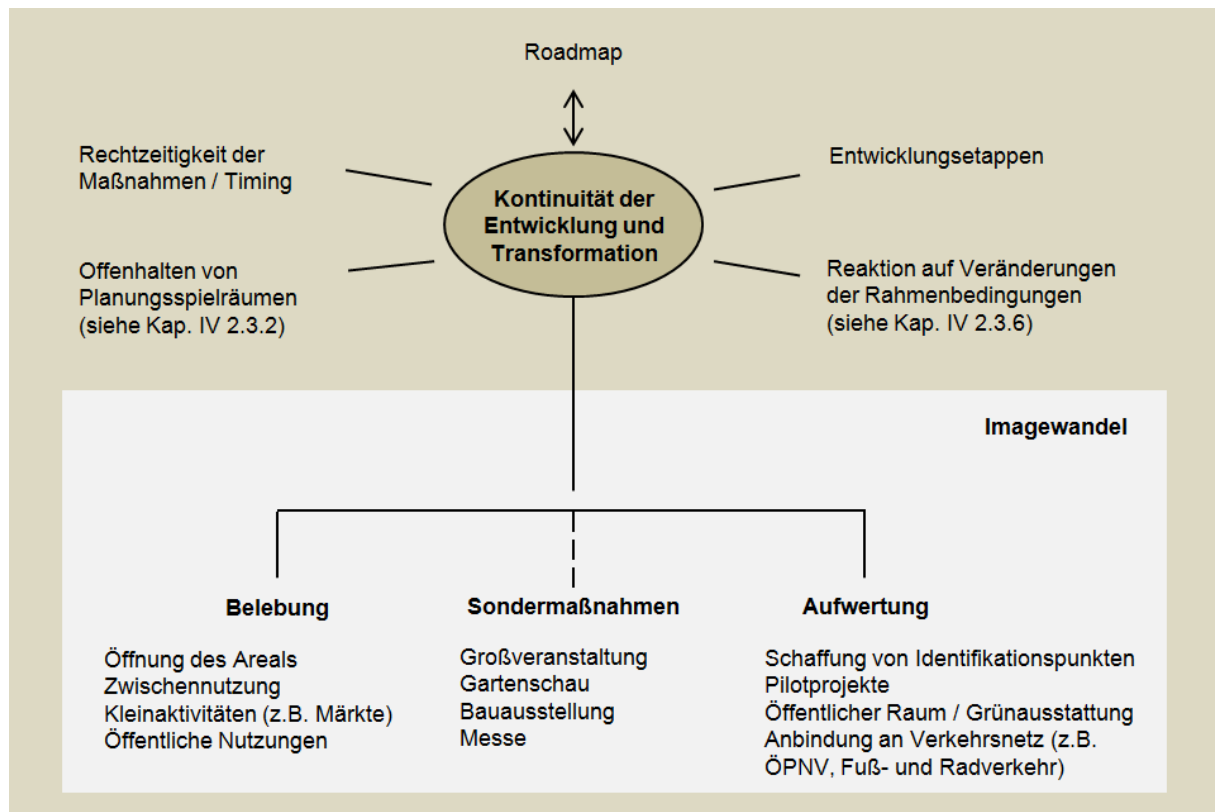 Roadmap
Rechtzeitigkeit der
Maßnahmen / Timing
Entwicklungsetappen
Kontinuität der
Entwicklung und
Transformation
Offenhalten von
Planungsspielräumen
(siehe Kap. IV 2.3.2)
Reaktion auf Veränderungen
der Rahmenbedingungen
(siehe Kap. IV 2.3.6)
Imagewandel
Belebung
Öffnung des Areals
Zwischennutzung
Kleinaktivitäten (z.B. Märkte)
Öffentliche Nutzungen
Sondermaßnahmen
Großveranstaltung
Gartenschau
Bauausstellung
Messe
Aufwertung
Schaffung von Identifikationspunkten
Pilotprojekte
Öffentlicher Raum / Grünausstattung
Anbindung an Verkehrsnetz (z.B.
ÖPNV, Fuß- und Radverkehr)